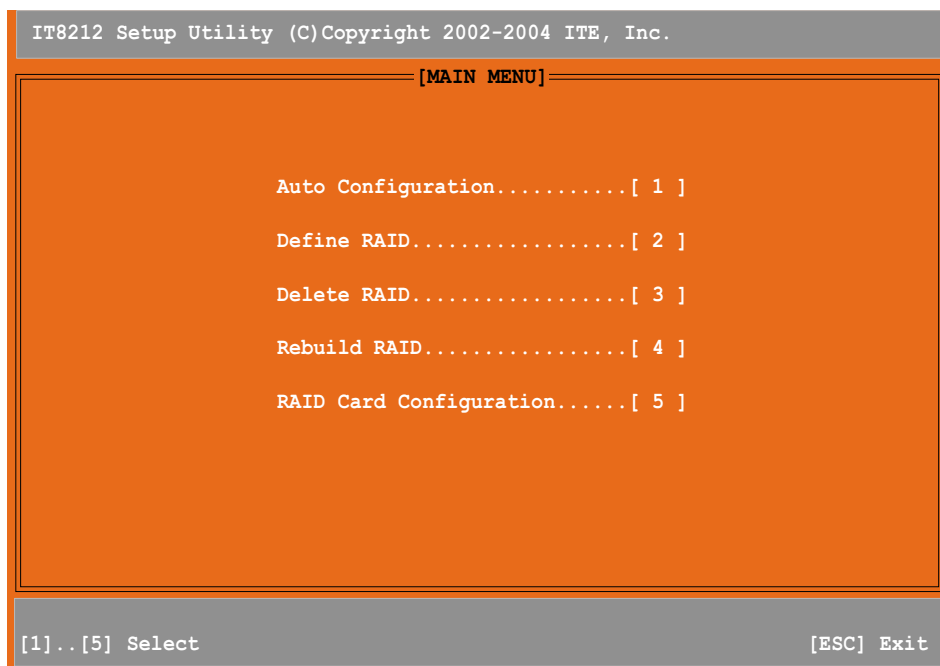 IT8212 Setup Utility (C)Copyright 2002-2004 ITE, Inc.
[MAIN MENU]
Auto Configuration...........[ 1 ]
Define RAID..................[ 2 ]
Delete RAID..................[ 3 ]
Rebuild RAID.................[ 4 ]
RAID Card Configuration......[ 5 ]
[1]..[5] Select [ESC] Exit